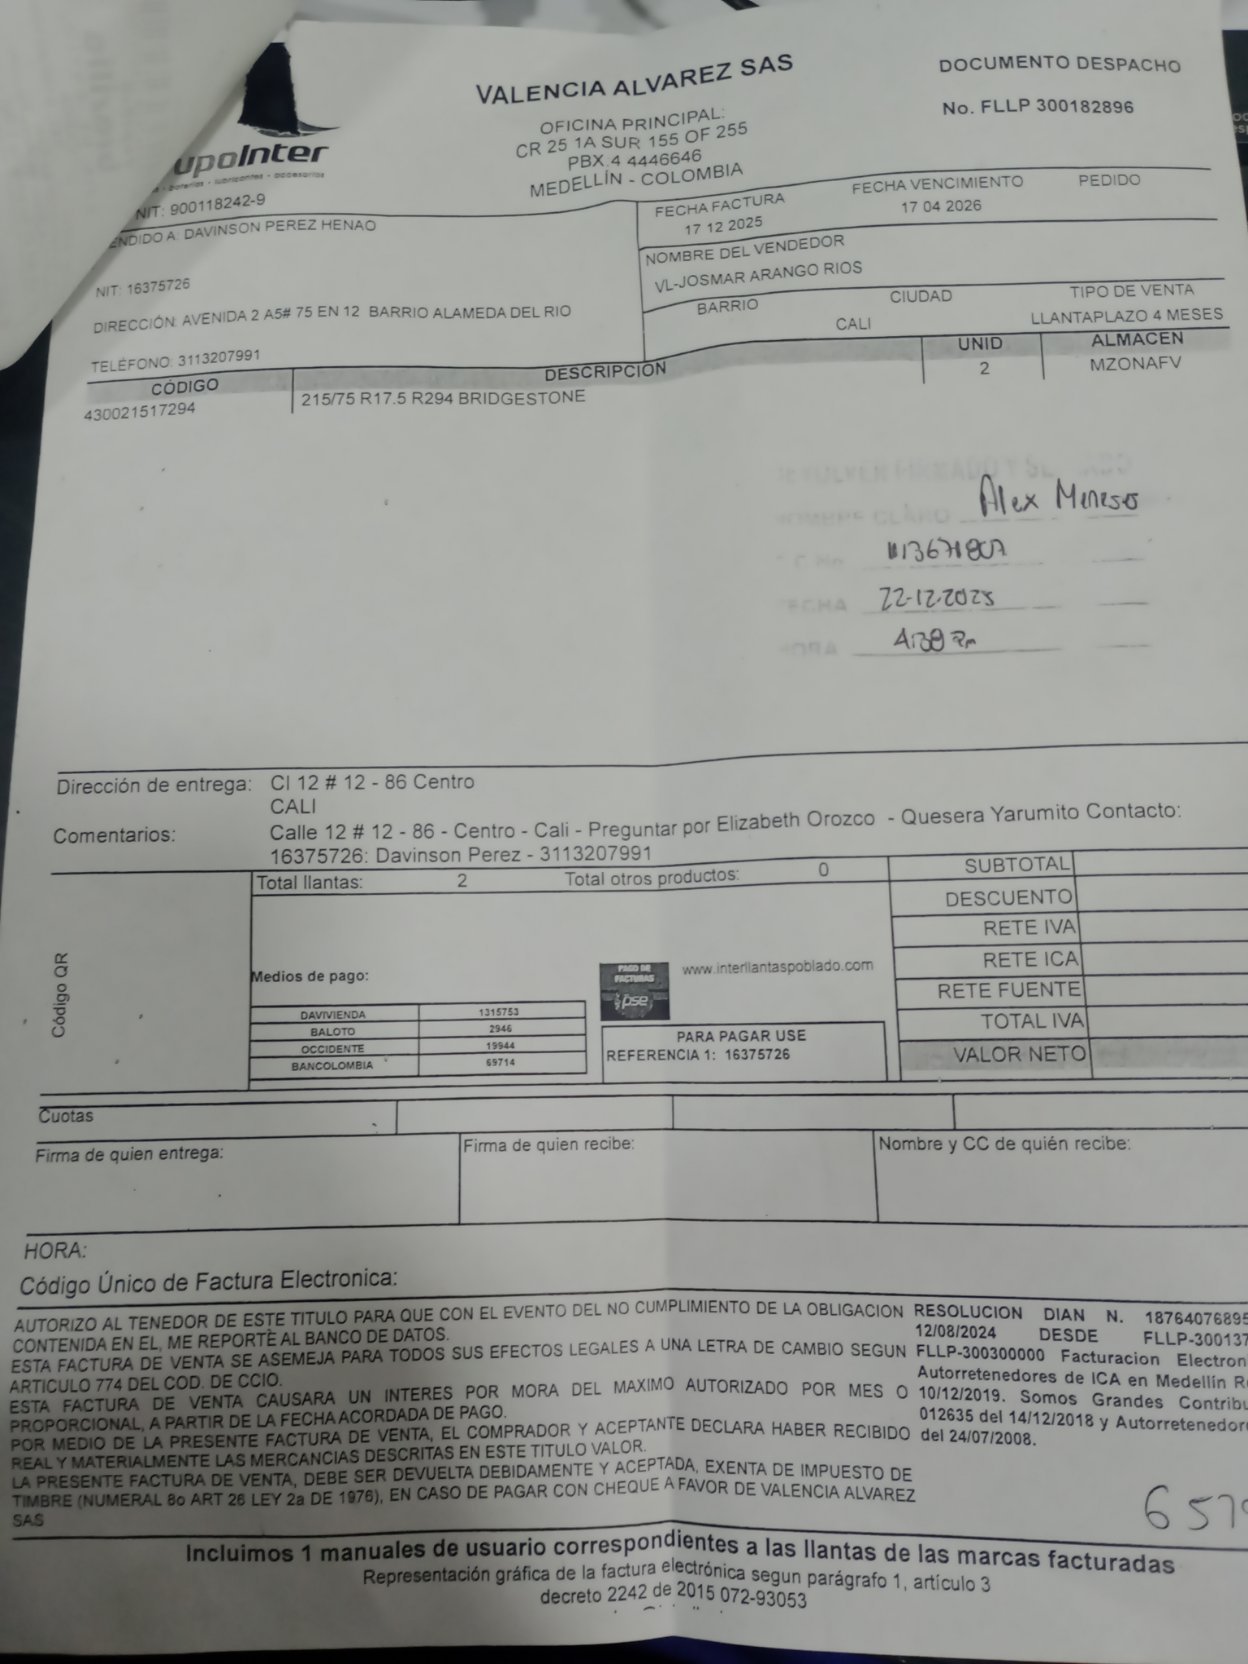 VALENCIA ALVAREZ SAS
DOCUMENTO DESPACHO
No. FLLP 300182896
OFICINA PRINCIPAL:
CR 25 1A SUR 155 OF 255
PBX.4 4446646
MEDELLÍN - COLOMBIA
upoInter
baterias - lubricantes - accesorios
NIT: 900118242-9
ENDIDO A: DAVINSON PEREZ HENAO
NIT: 16375726
DIRECCIÓN: AVENIDA 2 A5# 75 EN 12 BARRIO ALAMEDA DEL RIO
TELÉFONO: 3113207991
FECHA FACTURA
17 12 2025
FECHA VENCIMIENTO
17 04 2026
PEDIDO
NOMBRE DEL VENDEDOR
VL-JOSMAR ARANGO RIOS
BARRIO
CIUDAD
CALI
TIPO DE VENTA
LLANTAPLAZO 4 MESES
CÓDIGO DESCRIPCIÓN UNID ALMACEN
430021517294 215/75 R17.5 R294 BRIDGESTONE 2 MZONAFV
Alex Meneses
FECHA 22-12-2025
HORA
Dirección de entrega: Cl 12 # 12 - 86 Centro
CALI
Comentarios: Calle 12 # 12 - 86 - Centro - Cali - Preguntar por Elizabeth Orozco - Quesera Yarumito Contacto:
16375726: Davinson Perez - 3113207991
Código QR
Total llantas: 2 Total otros productos: 0
Medios de pago:
DAVIVIENDA 1315753
BALOTO 2946
OCCIDENTE 19944
BANCOLOMBIA 69714
PAGO DE
FACTURAS
pse
www.interllantaspoblado.com
PARA PAGAR USE
REFERENCIA 1: 16375726
SUBTOTAL
DESCUENTO
RETE IVA
RETE ICA
RETE FUENTE
TOTAL IVA
VALOR NETO
Cuotas
Firma de quien entrega:
Firma de quien recibe:
Nombre y CC de quién recibe:
HORA:
Código Único de Factura Electronica:
AUTORIZO AL TENEDOR DE ESTE TITULO PARA QUE CON EL EVENTO DEL NO CUMPLIMIENTO DE LA OBLIGACION
CONTENIDA EN EL, ME REPORTE AL BANCO DE DATOS.
ESTA FACTURA DE VENTA SE ASEMEJA PARA TODOS SUS EFECTOS LEGALES A UNA LETRA DE CAMBIO SEGUN
ARTICULO 774 DEL COD. DE CCIO.
ESTA FACTURA DE VENTA CAUSARA UN INTERES POR MORA DEL MAXIMO AUTORIZADO POR MES O
PROPORCIONAL, A PARTIR DE LA FECHA ACORDADA DE PAGO.
POR MEDIO DE LA PRESENTE FACTURA DE VENTA, EL COMPRADOR Y ACEPTANTE DECLARA HABER RECIBIDO
REAL Y MATERIALMENTE LAS MERCANCIAS DESCRITAS EN ESTE TITULO VALOR.
LA PRESENTE FACTURA DE VENTA, DEBE SER DEVUELTA DEBIDAMENTE Y ACEPTADA, EXENTA DE IMPUESTO DE
TIMBRE (NUMERAL 8o ART 26 LEY 2a DE 1976), EN CASO DE PAGAR CON CHEQUE A FAVOR DE VALENCIA ALVAREZ
SAS
RESOLUCION DIAN N. 18764076895
12/08/2024 DESDE FLLP-300137
FLLP-300300000 Facturacion Electron
Autorretenedores de ICA en Medellín R
10/12/2019. Somos Grandes Contribu
012635 del 14/12/2018 y Autorretenedor
del 24/07/2008.
Incluimos 1 manuales de usuario correspondientes a las llantas de las marcas facturadas
Representación gráfica de la factura electrónica segun parágrafo 1, artículo 3
decreto 2242 de 2015 072-93053